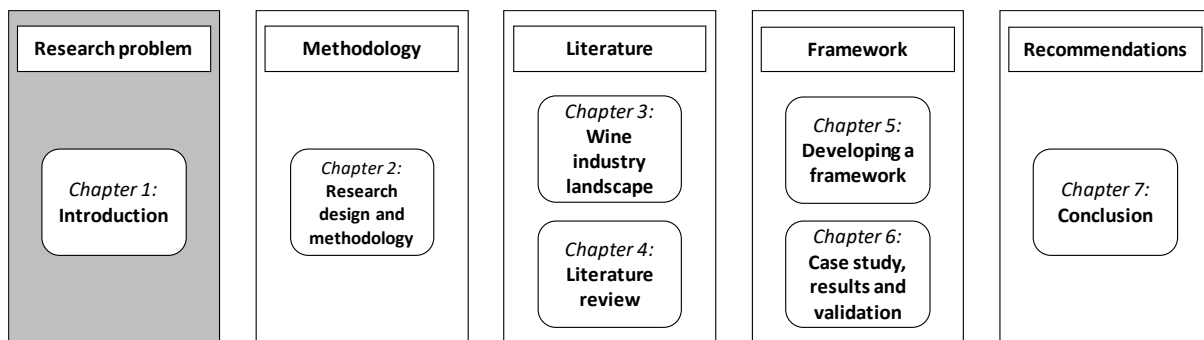 Research problem
Chapter 1:
Introduction
Methodology
Chapter 2:
Research
design and
methodology
Literature
Chapter 3:
Wine
industry
landscape
Chapter 4:
Literature
review
Framework
Chapter 5:
Developing a
framework
Chapter 6:
Case study,
results and
validation
Recommendations
Chapter 7:
Conclusion